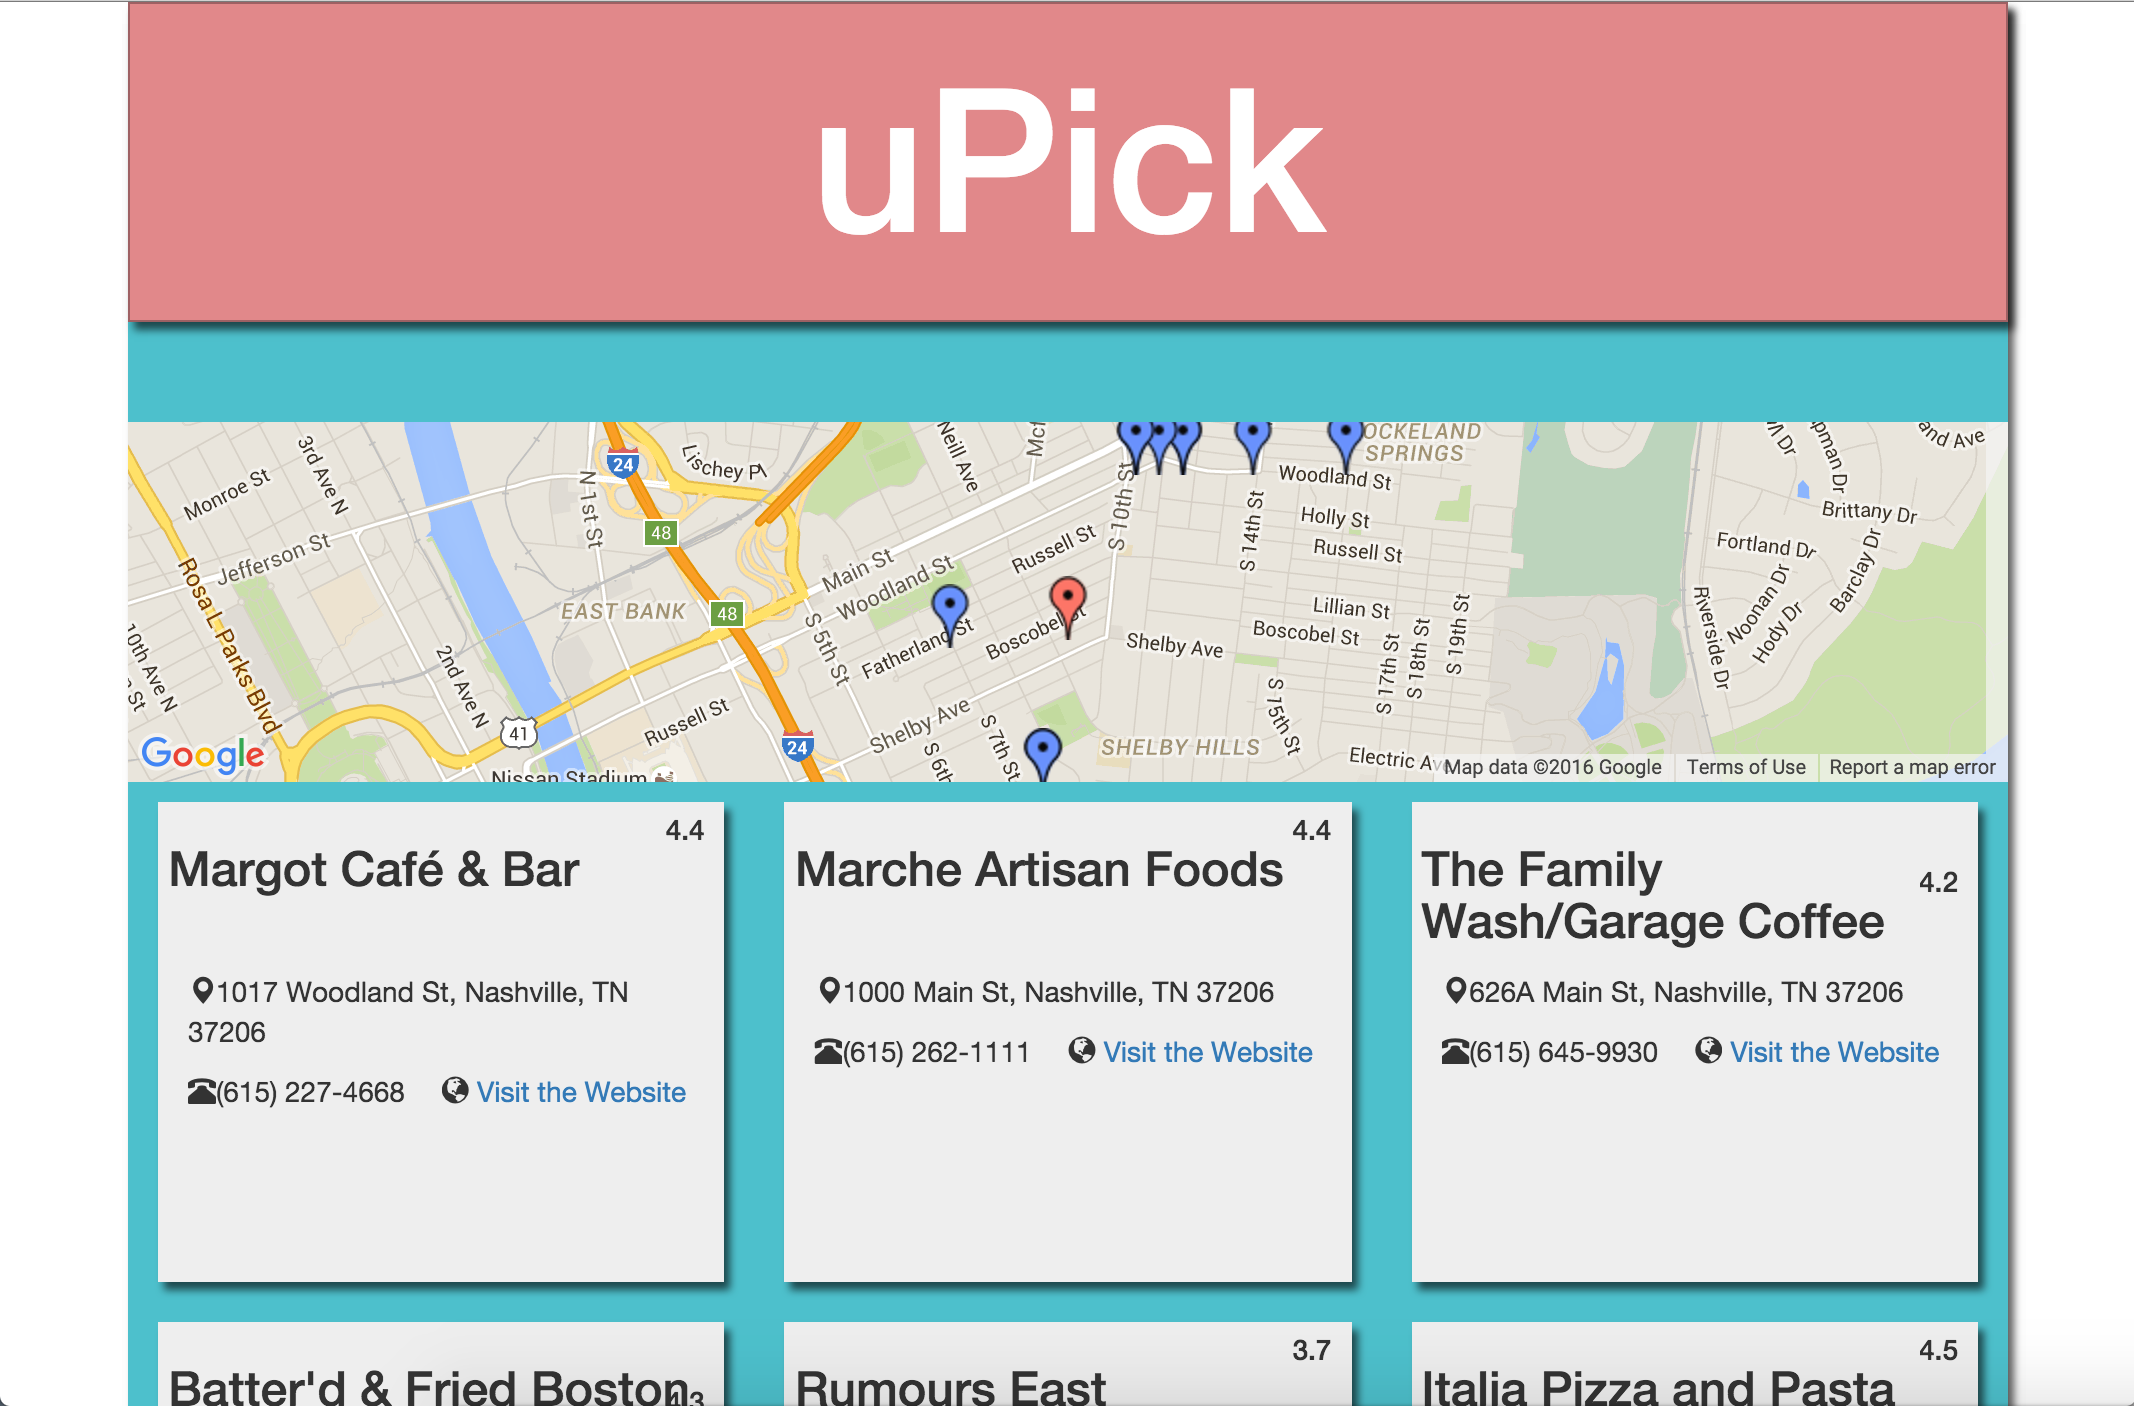 uPick
OCKELAND
SPRINGS
and Ave
Neill Ave
Lischey Pl
3rd Ave N
Monroe St
24
N 1st St
Woodland St
Brittany Dr
S 10th St
S 14th St
Holly St
48
Jefferson St
Russell St
Russell St
Fortland Dr
Barclay Dr
Main St
Woodland St
Rosa L Parks Blvd
EAST BANK
48
Lillian St
Noonan Dr
Riverside Dr
Hody Dr
Boscobel St
Boscobel St
Fatherland St
S 5th St
Shelby Ave
S 17th St
S 18th St
S 19th St
10th Ave N
2nd Ave N
S 15th St
Russell St
Shelby Ave
41
S 7th St
S 6th
24
SHELBY HILLS
Electric Av
Google
Nissan Stadium
Map data ©2016 Google
Terms of Use
Report a map error
4.4
Margot Café & Bar
1017 Woodland St, Nashville, TN
37206
(615) 227-4668 Visit the Website
4.4
Marche Artisan Foods
1000 Main St, Nashville, TN 37206
(615) 262-1111 Visit the Website
The Family
4.2
Wash/Garage Coffee
626A Main St, Nashville, TN 37206
(615) 645-9930 Visit the Website
Batter'd & Fried Boston
3.7
Rumours East
4.5
Italia Pizza and Pasta